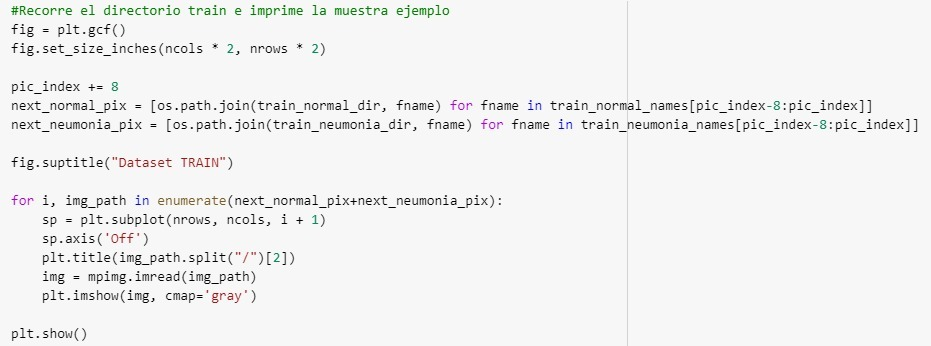 #Recorre el directorio train e imprime la muestra ejemplo
fig = plt.gcf()
fig.set_size_inches(ncols * 2, nrows * 2)
pic_index += 8
next_normal_pix = [os.path.join(train_normal_dir, fname) for fname in train_normal_names[pic_index-8:pic_index]]
next_neumonia_pix = [os.path.join(train_neumonia_dir, fname) for fname in train_neumonia_names[pic_index-8:pic_index]]
fig.suptitle("Dataset TRAIN")
for i, img_path in enumerate(next_normal_pix+next_neumonia_pix):
    sp = plt.subplot(nrows, ncols, i + 1)
    sp.axis('Off')
    plt.title(img_path.split("/")[2])
    img = mpimg.imread(img_path)
    plt.imshow(img, cmap='gray')
plt.show()